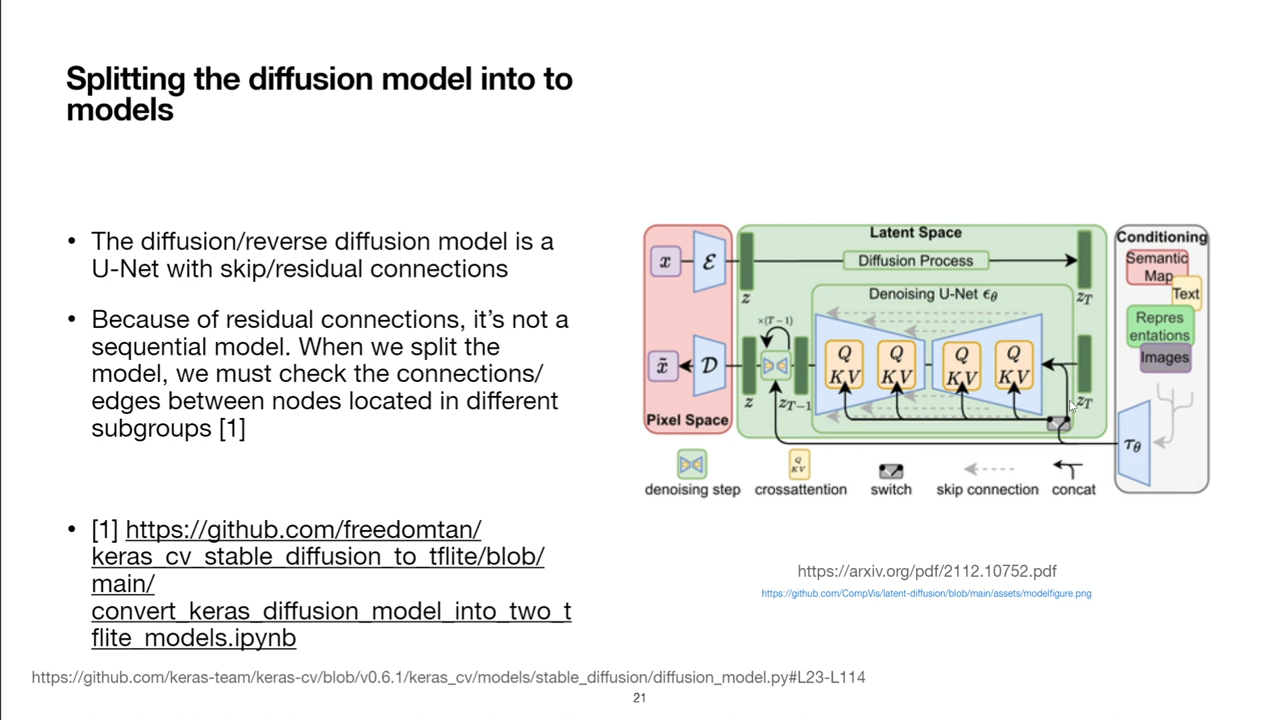 Splitting the diffusion model into to
models
• The diffusion/reverse diffusion model is a
U-Net with skip/residual connections
• Because of residual connections, it’s not a
sequential model. When we split the
model, we must check the connections/
edges between nodes located in different
subgroups [1]
• [1] https://github.com/freedomtan/
keras_cv_stable_diffusion_to_tflite/blob/
main/
convert_keras_diffusion_model_into_two_t
flite_models.ipynb
Latent Space
Conditioning
x
ℰ
Diffusion Process
Semantic
Map
z
z_T
Text
Denoising U-Net ϵ_θ
×(T−1)
Repres
entations
Images
x̃
𝒟
Q
K V
Q
K V
Q
K V
Q
K V
z
z_{T−1}
z_T
Pixel Space
τ_θ
Q
K V
denoising step
crossattention
switch
skip connection
concat
https://arxiv.org/pdf/2112.10752.pdf
https://github.com/CompVis/latent-diffusion/blob/main/assets/modelfigure.png
https://github.com/keras-team/keras-cv/blob/v0.6.1/keras_cv/models/stable_diffusion/diffusion_model.py#L23-L114
21